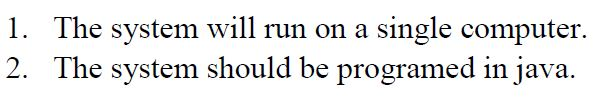 1. The system will run on a single computer.
2. The system should be programed in java.